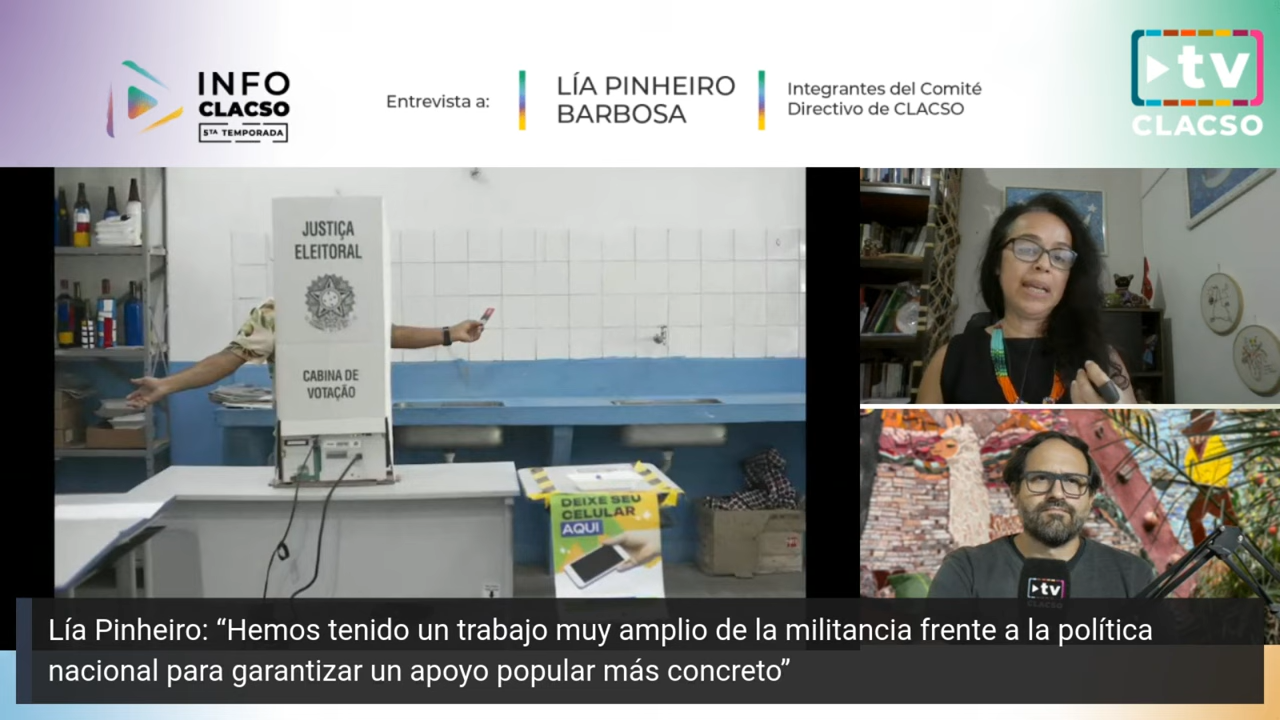 INFO
CLACSO
5TA TEMPORADA
Entrevista a:
LÍA PINHEIRO
BARBOSA
Integrantes del Comité
Directivo de CLACSO
tv
CLACSO
JUSTIÇA
ELEITORAL
CABINA DE
VOTAÇÃO
DEIXE SEU
CELULAR
AQUI
tv
CLACSO
Lía Pinheiro: “Hemos tenido un trabajo muy amplio de la militancia frente a la política
nacional para garantizar un apoyo popular más concreto”